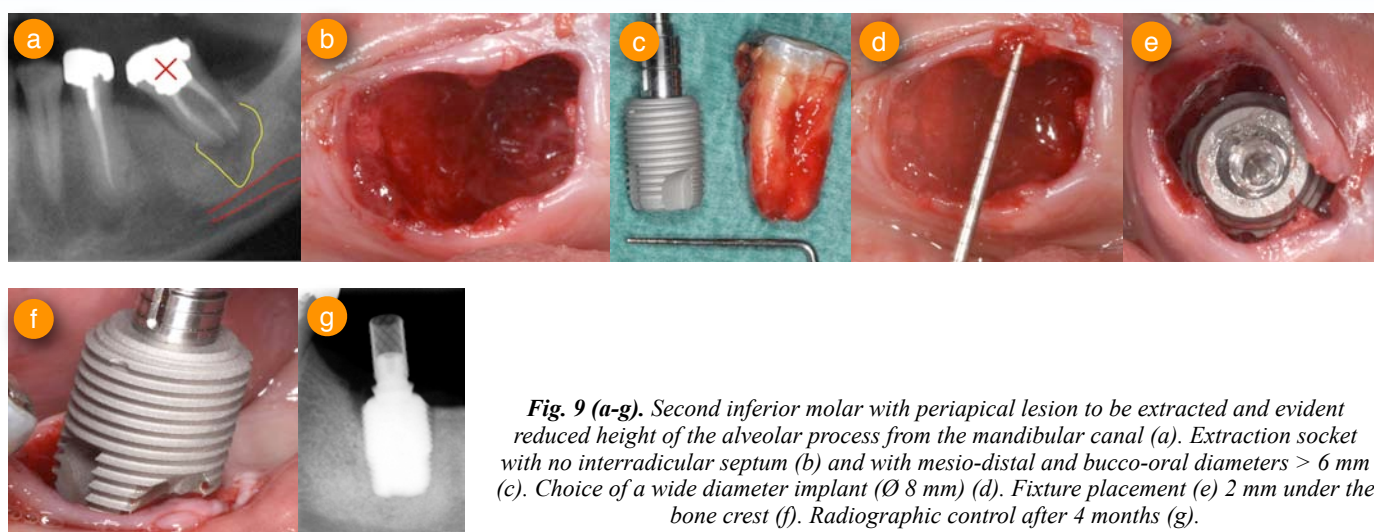 a
b
c
d
e
f
g
Fig. 9 (a-g). Second inferior molar with periapical lesion to be extracted and evident
reduced height of the alveolar process from the mandibular canal (a). Extraction socket
with no interradicular septum (b) and with mesio-distal and bucco-oral diameters > 6 mm
(c). Choice of a wide diameter implant (Ø 8 mm) (d). Fixture placement (e) 2 mm under the
bone crest (f). Radiographic control after 4 months (g).